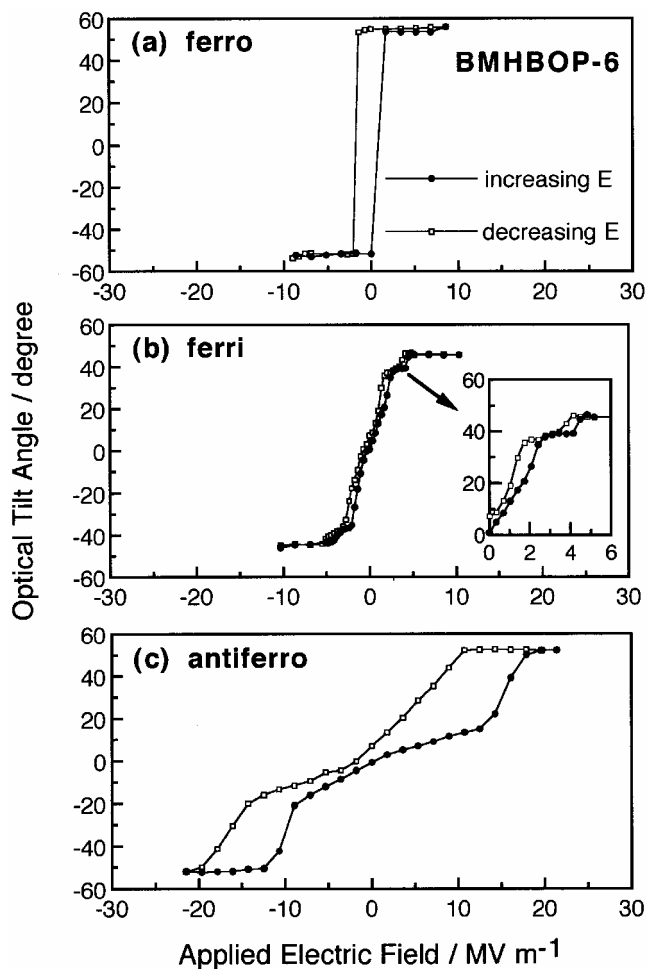 60
(a) ferro
40
BMHBOP-6
20
0
increasing E
-20
-40
decreasing E
-60
-30 -20 -10 0 10 20 30
60
(b) ferri
40
60
20
40
0
20
-20
0
0 2 4 6
-40
-60
-30 -20 -10 0 10 20 30
60
(c) antiferro
40
20
0
-20
-40
-60
-30 -20 -10 0 10 20 30
Optical Tilt Angle / degree
Applied Electric Field / MV m-1